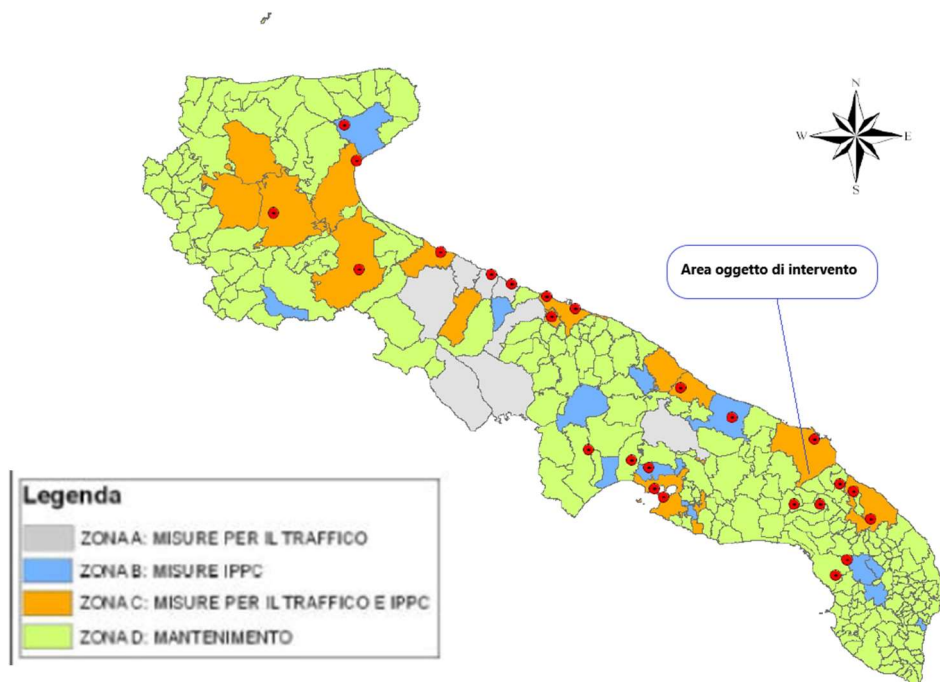 N
W E
S
Area oggetto di intervento
Legenda
ZONA A: MISURE PER IL TRAFFICO
ZONA B: MISURE IPPC
ZONA C: MISURE PER IL TRAFFICO E IPPC
ZONA D: MANTENIMENTO